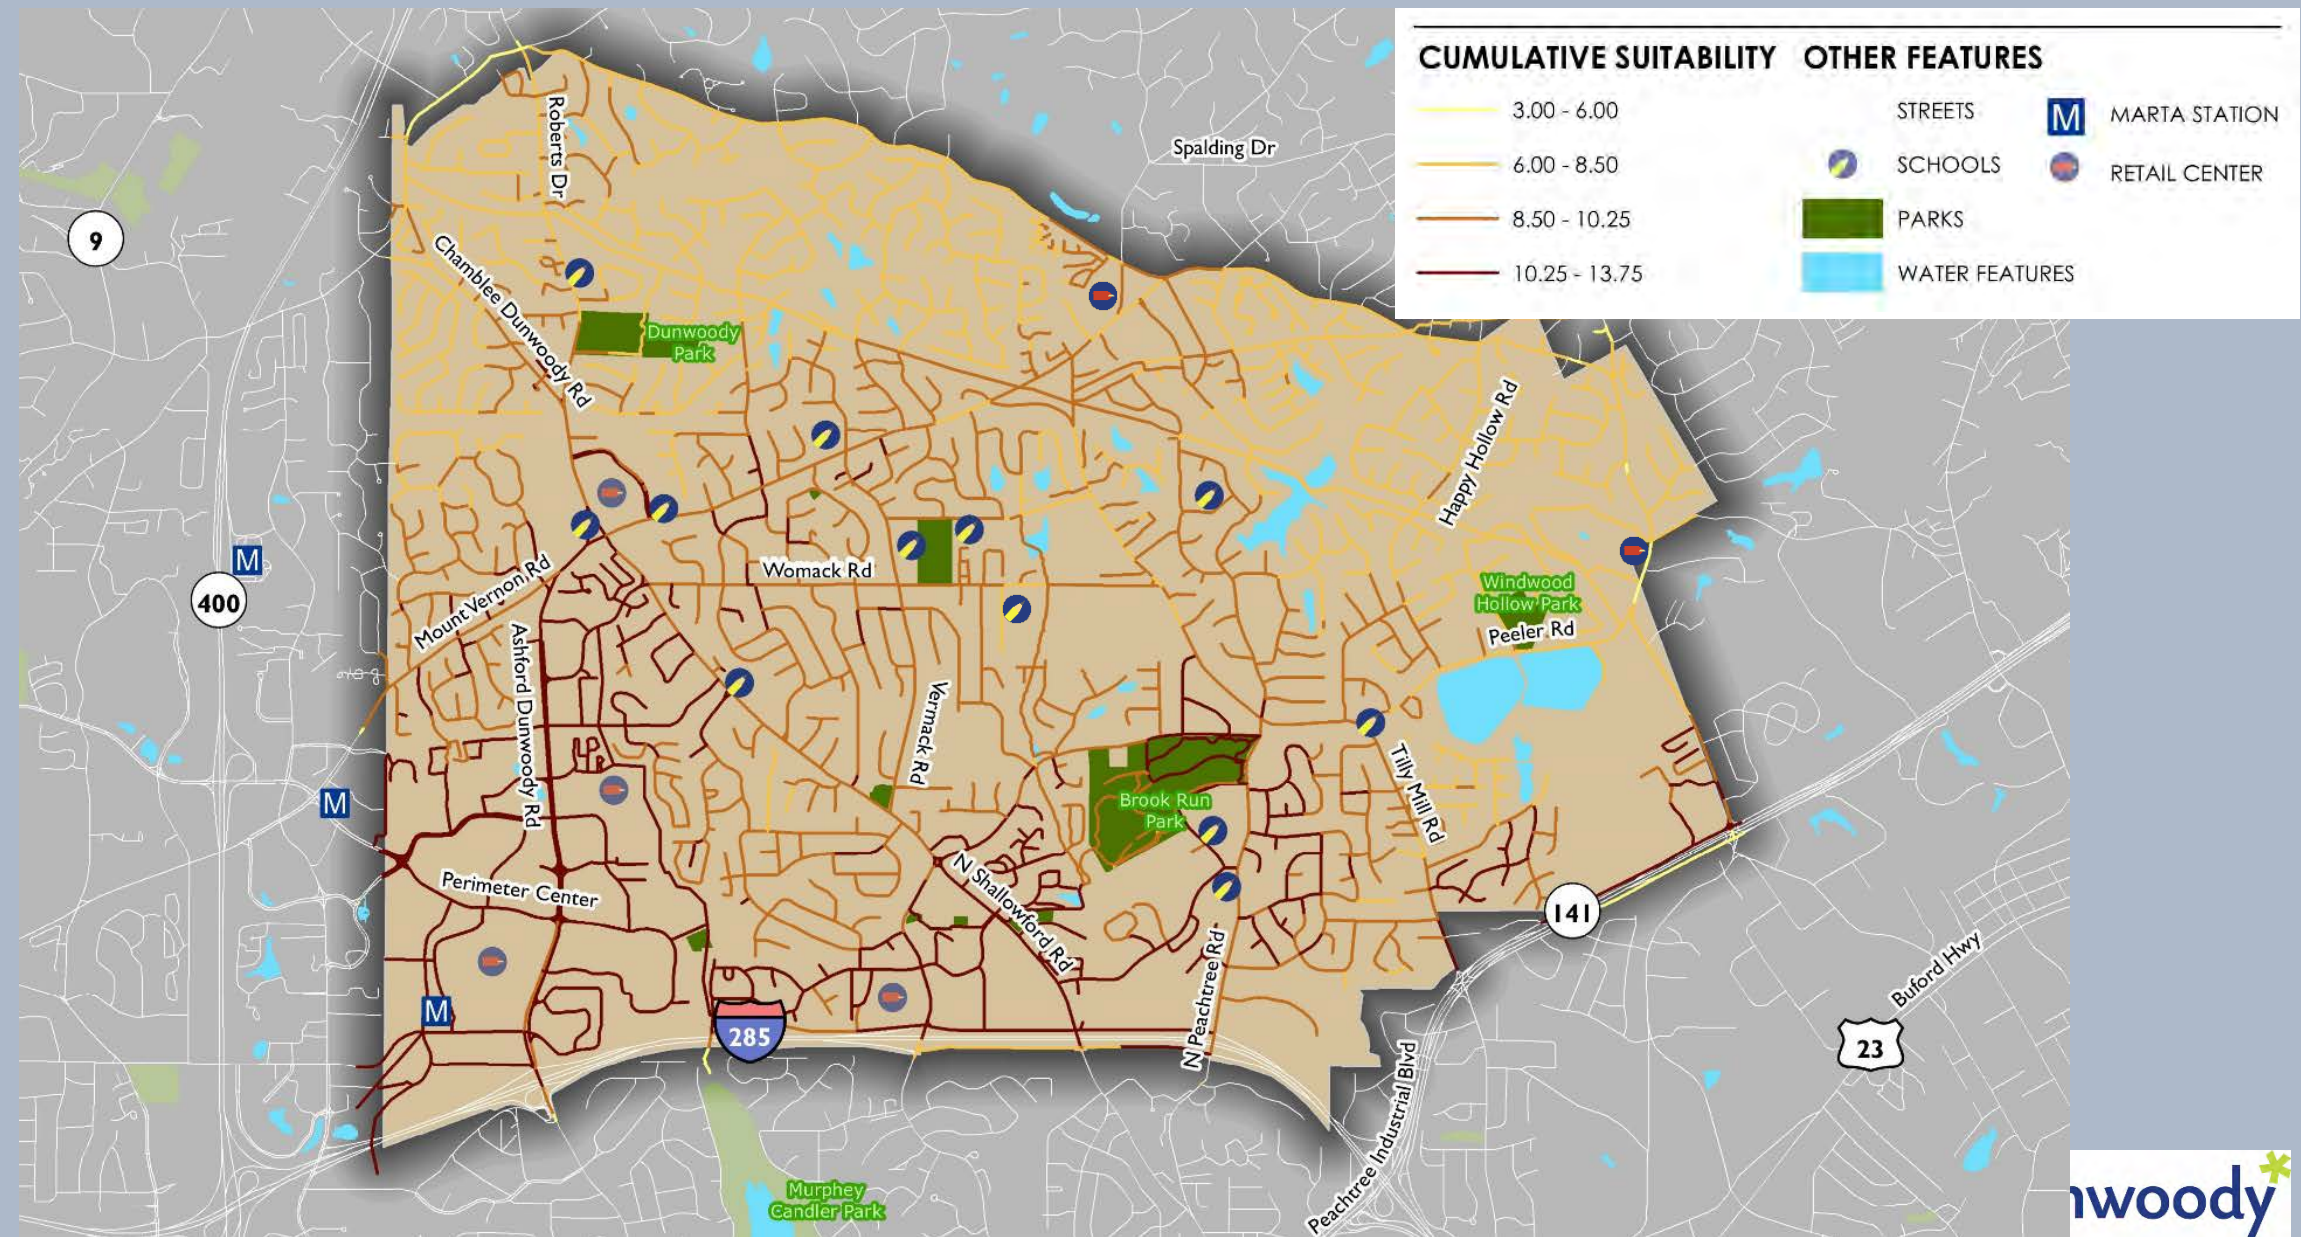 CUMULATIVE SUITABILITY
3.00 - 6.00
6.00 - 8.50
8.50 - 10.25
10.25 - 13.75
OTHER FEATURES
STREETS
SCHOOLS
PARKS
WATER FEATURES
M
MARTA STATION
RETAIL CENTER
Roberts Dr
Spalding Dr
9
Chamblee Dunwoody Rd
Dunwoody
Park
Happy Hollow Rd
M
400
Mount Vernon Rd
Womack Rd
Windwood
Hollow Park
Peeler Rd
Ashford Dunwoody Rd
Vermack Rd
M
Tilly Mill Rd
Brook Run
Park
Perimeter Center
N Shallowford Rd
141
Buford Hwy
M
285
N Peachtree Rd
23
Peachtree Industrial Blvd
Murphey
Candler Park
nwoody